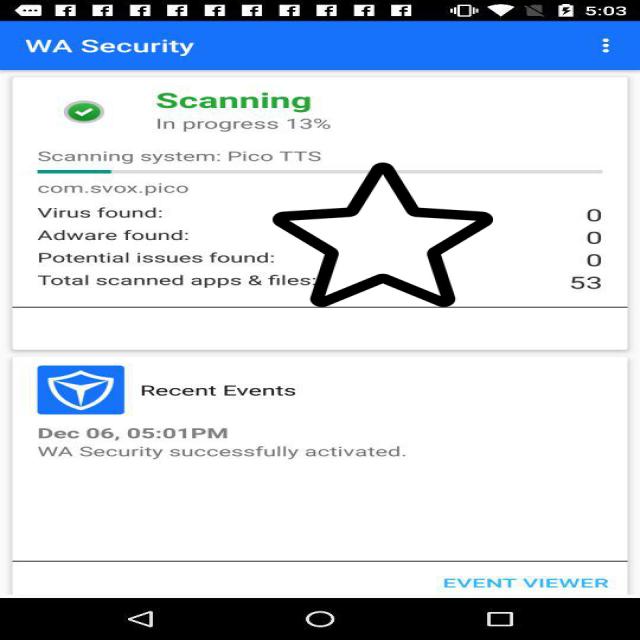 5:03
WA Security
Scanning
In progress 13%
Scanning system: Pico TTS
com.svox.pico
Virus found: 0
Adware found: 0
Potential issues found: 0
Total scanned apps & files: 53
Recent Events
Dec 06, 05:01PM
WA Security successfully activated.
EVENT VIEWER